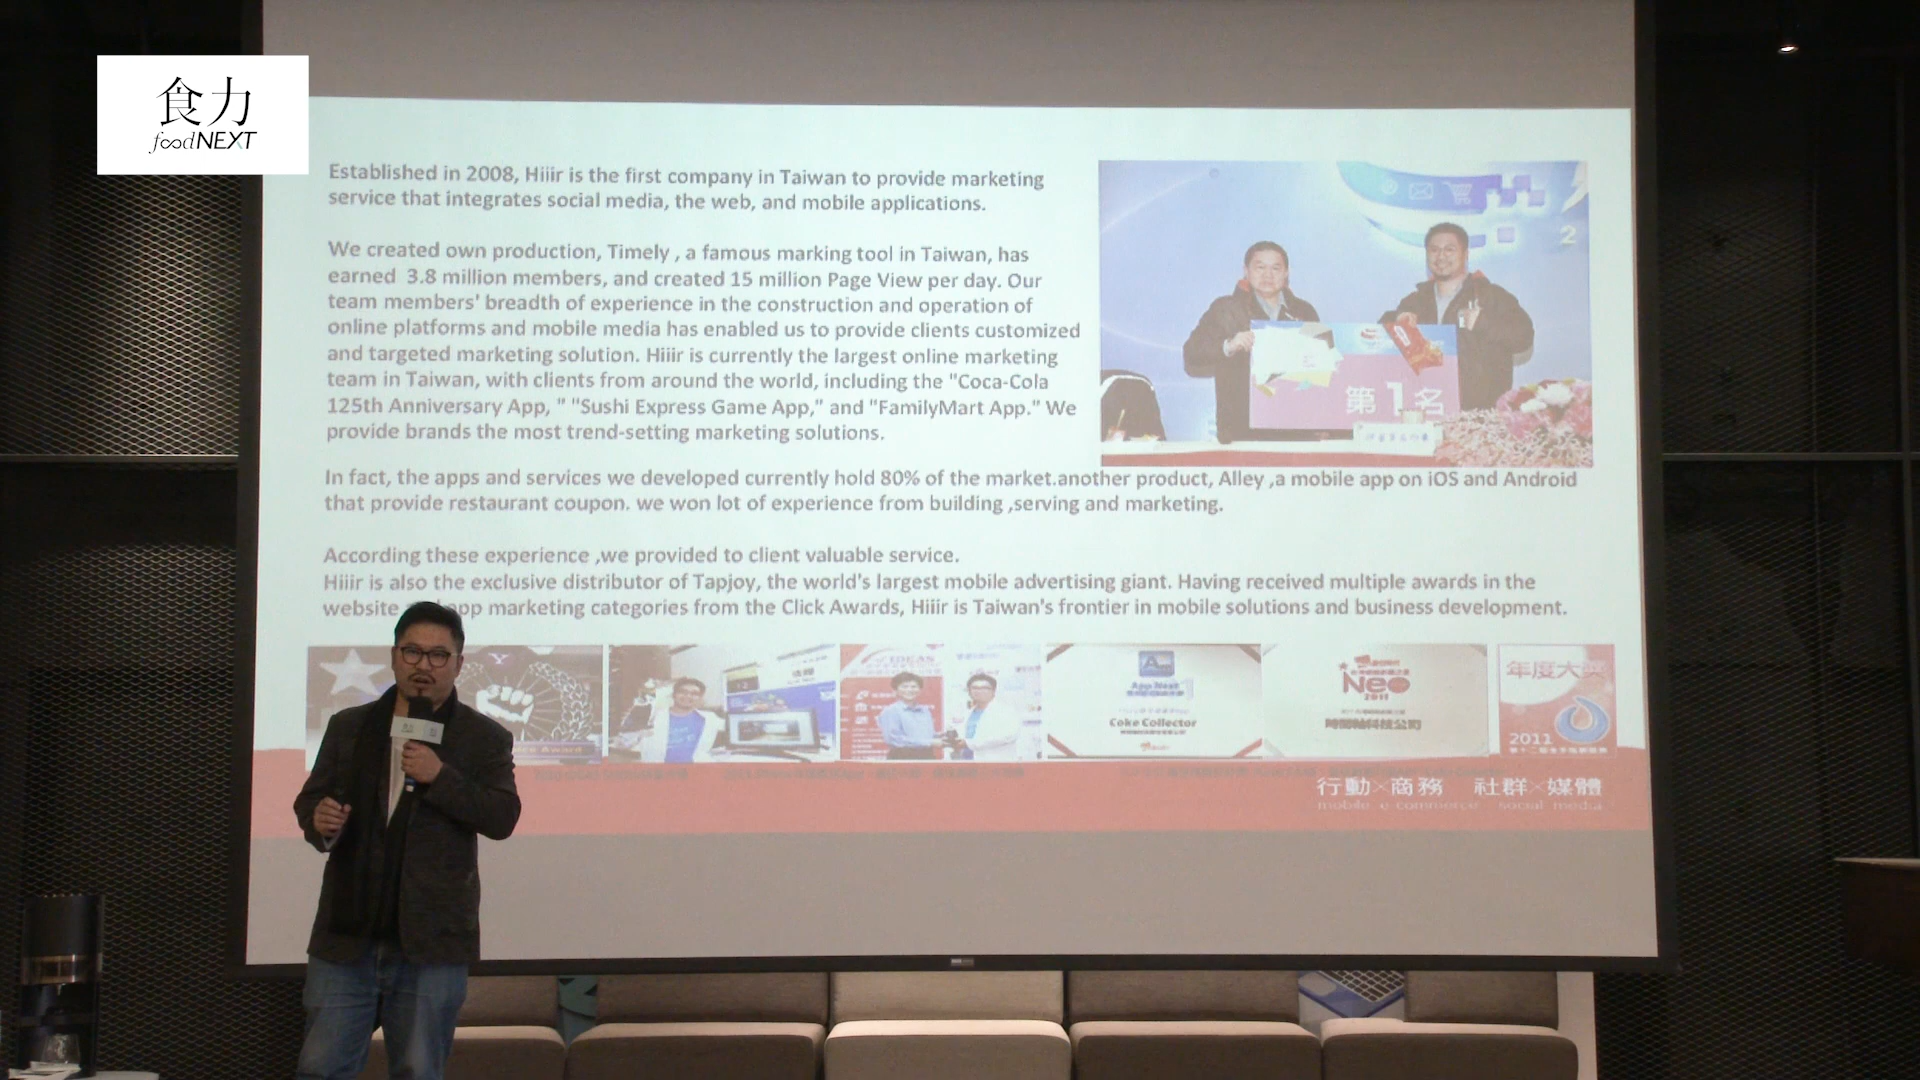 食力
foodNEXT
Established in 2008, Hiiir is the first company in Taiwan to provide marketing
service that integrates social media, the web, and mobile applications.
We created own production, Timely , a famous marking tool in Taiwan, has
earned 3.8 million members, and created 15 million Page View per day. Our
team members' breadth of experience in the construction and operation of
online platforms and mobile media has enabled us to provide clients customized
and targeted marketing solution. Hiiir is currently the largest online marketing
team in Taiwan, with clients from around the world, including the "Coca-Cola
125th Anniversary App, " "Sushi Express Game App," and "FamilyMart App." We
provide brands the most trend-setting marketing solutions.
第1名
In fact, the apps and services we developed currently hold 80% of the market.another product, Alley ,a mobile app on iOS and Android
that provide restaurant coupon. we won lot of experience from building ,serving and marketing.
According these experience ,we provided to client valuable service.
Hiiir is also the exclusive distributor of Tapjoy, the world's largest mobile advertising giant. Having received multiple awards in the
website app marketing categories from the Click Awards, Hiiir is Taiwan's frontier in mobile solutions and business development.
IDEAS
App Next
Coke Collector
Neo
2011
時間軸科技公司
年度大獎
2011
行動×商務 社群×媒體
mobile e commerce social media